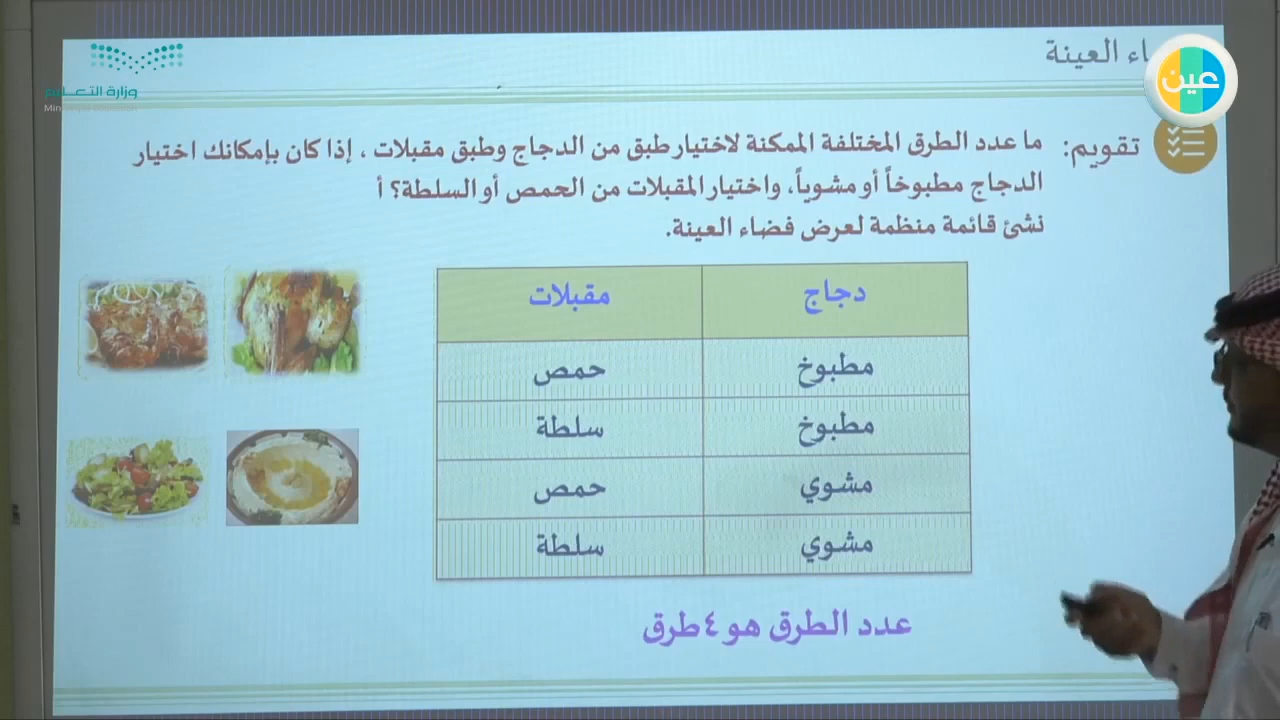 العينة
عين
وزارة التعليم
تقويم:
ما عدد الطرق المختلفة الممكنة لاختيار طبق من الدجاج وطبق مقبلات ، إذا كان بإمكانك اختيار
الدجاج مطبوخاً أو مشوياً، واختيار المقبلات من الحمص أو السلطة؟ أ
نشئ قائمة منظمة لعرض فضاء العينة.
دجاج مقبلات
مطبوخ حمص
مطبوخ سلطة
مشوي حمص
مشوي سلطة
عدد الطرق هو ٤ طرق